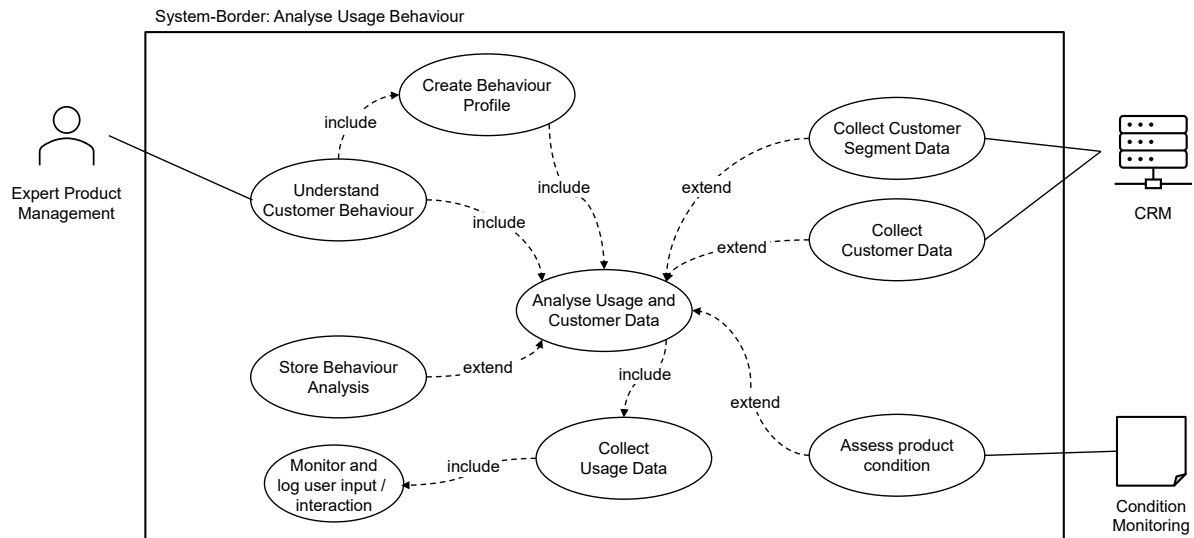 System-Border: Analyse Usage Behaviour
Create Behaviour
Profile
include
Expert Product
Management
Understand
Customer Behaviour
include
include
Collect Customer
Segment Data
extend
Collect
Customer Data
extend
CRM
Analyse Usage and
Customer Data
Store Behaviour
Analysis
extend
include
extend
Collect
Usage Data
include
Monitor and
log user input /
interaction
Assess product
condition
Condition
Monitoring